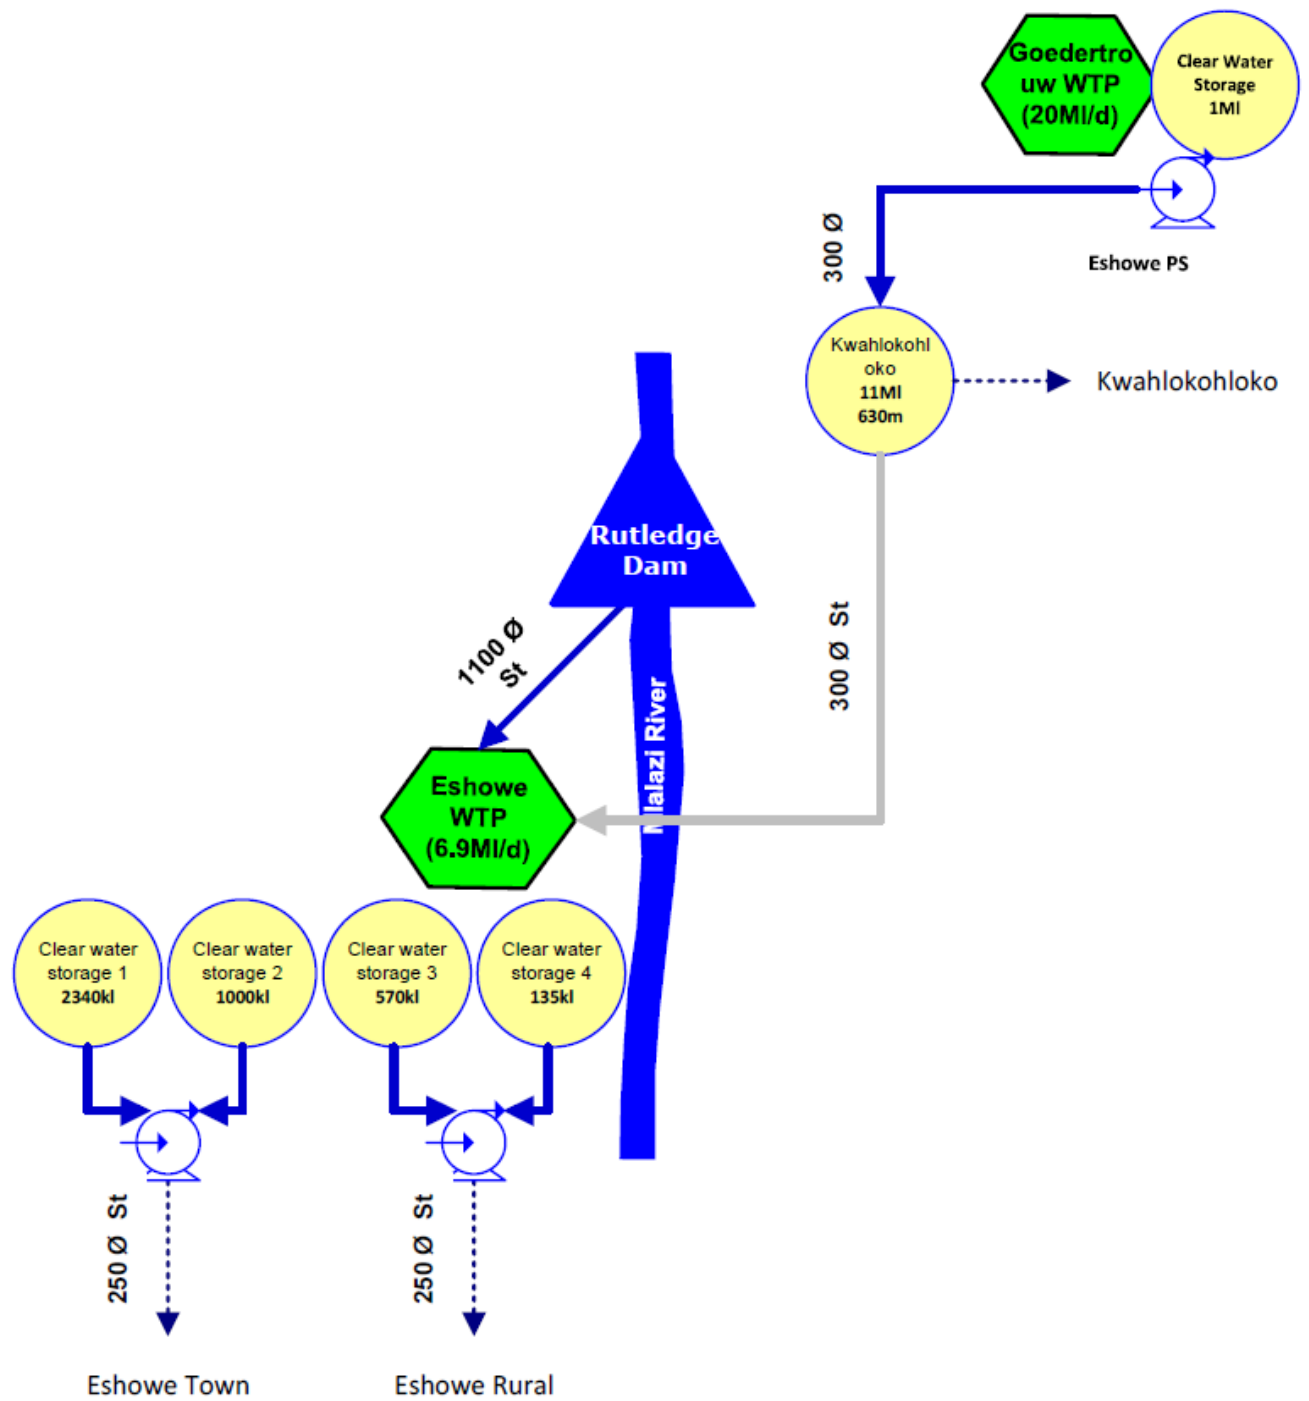 Goedertro
uw WTP
(20Ml/d)
Clear Water
Storage
1Ml
300 Ø
Eshowe PS
Kwahlokohl
oko
11Ml
630m
Kwahlokohloko
Rutledge
Dam
1100 Ø
St
300 Ø St
Mlalazi River
Eshowe
WTP
(6.9Ml/d)
Clear water
storage 1
2340kl
Clear water
storage 2
1000kl
Clear water
storage 3
570kl
Clear water
storage 4
135kl
250 Ø St
250 Ø St
Eshowe Town
Eshowe Rural